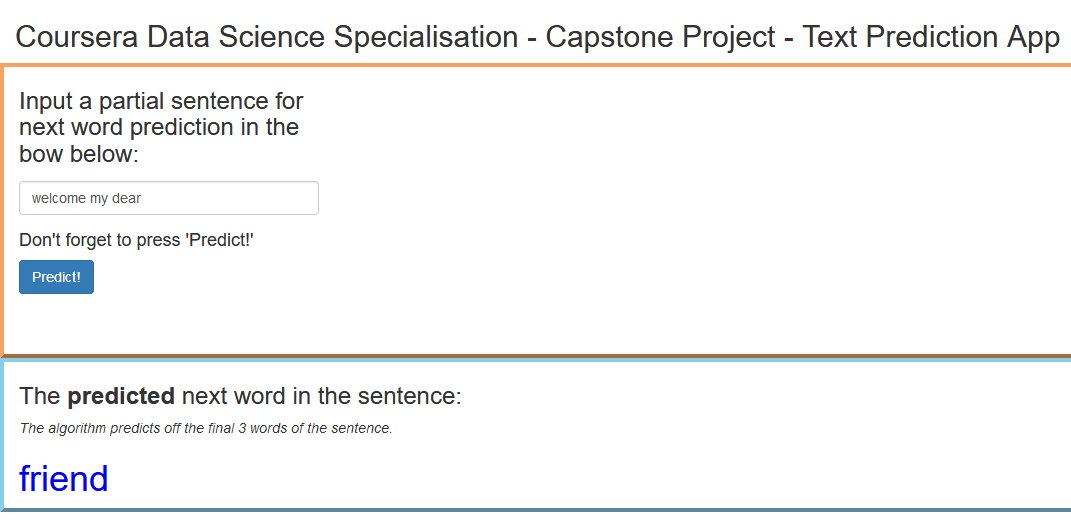 Coursera Data Science Specialisation - Capstone Project - Text Prediction App
Input a partial sentence for
next word prediction in the
bow below:
welcome my dear
Don't forget to press 'Predict!'
Predict!
The predicted next word in the sentence:
The algorithm predicts off the final 3 words of the sentence.
friend